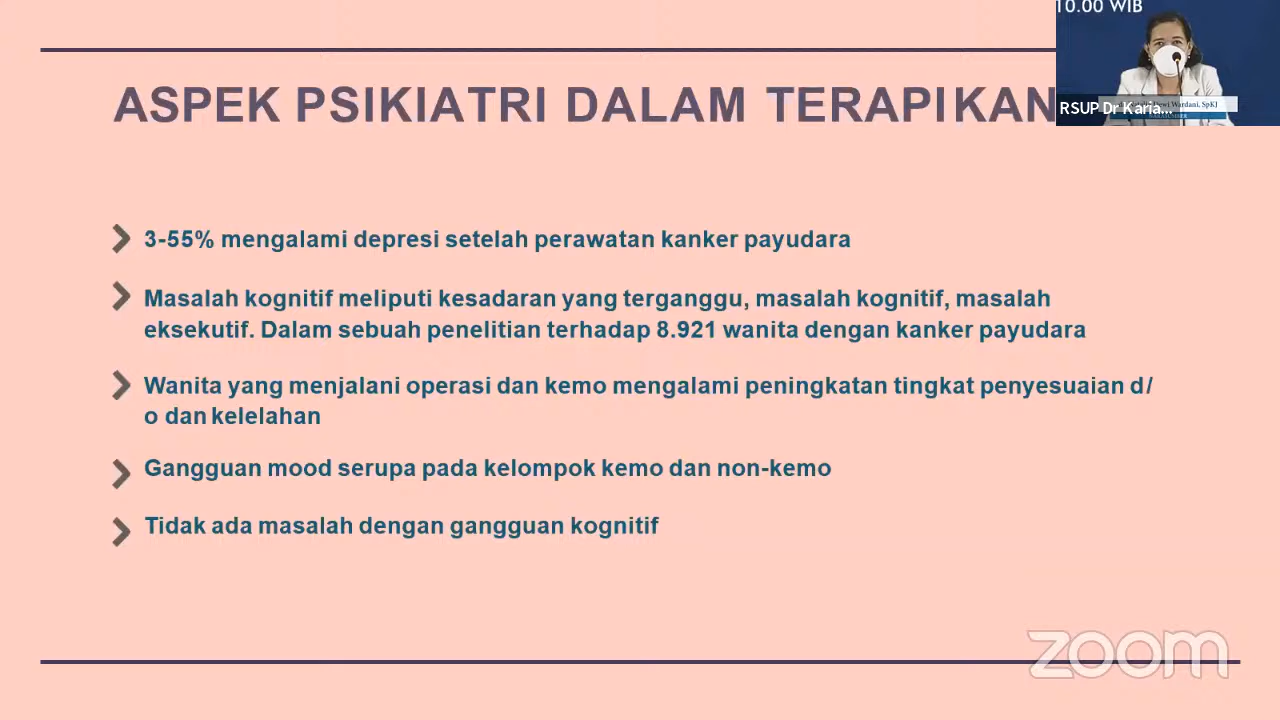 10.00 WIB
ASPEK PSIKIATRI DALAM TERAPI KAN
RSUP Dr Karia...
Wardani, SpKJ
3-55% mengalami depresi setelah perawatan kanker payudara
Masalah kognitif meliputi kesadaran yang terganggu, masalah kognitif, masalah
eksekutif. Dalam sebuah penelitian terhadap 8.921 wanita dengan kanker payudara
Wanita yang menjalani operasi dan kemo mengalami peningkatan tingkat penyesuaian d/
o dan kelelahan
Gangguan mood serupa pada kelompok kemo dan non-kemo
Tidak ada masalah dengan gangguan kognitif
zoom